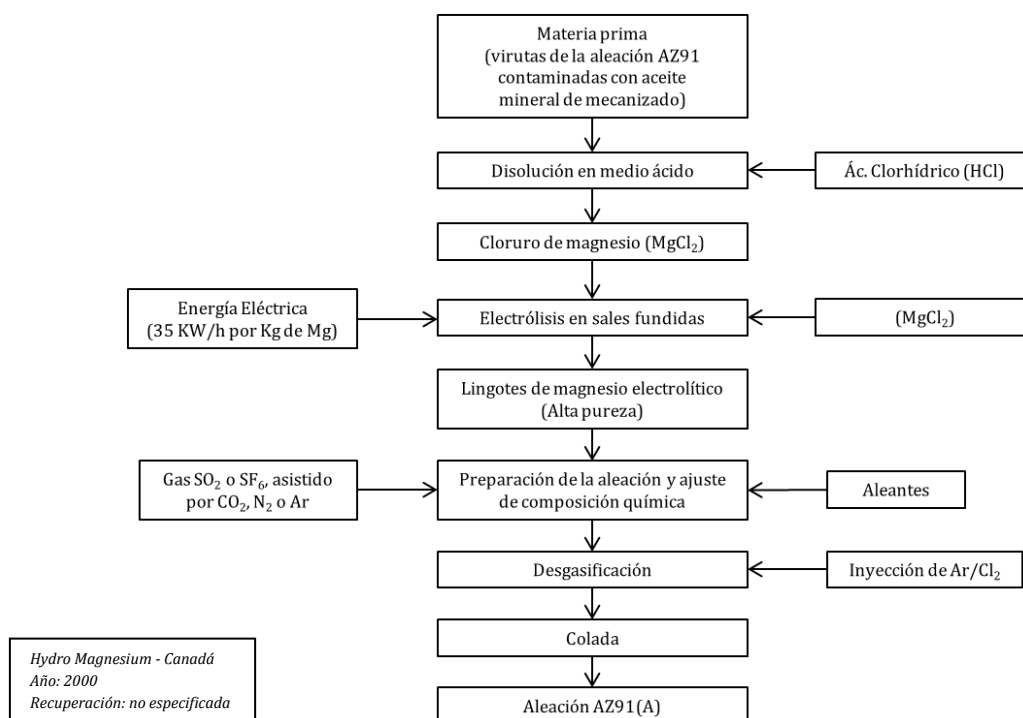 Materia prima
(virutas de la aleación AZ91
contaminadas con aceite
mineral de mecanizado)
Disolución en medio ácido
Ác. Clorhídrico (HCl)
Cloruro de magnesio (MgCl₂)
Energía Eléctrica
(35 KW/h por Kg de Mg)
Electrólisis en sales fundidas
(MgCl₂)
Lingotes de magnesio electrolítico
(Alta pureza)
Gas SO₂ o SF₆, asistido
por CO₂, N₂ o Ar
Preparación de la aleación y ajuste
de composición química
Aleantes
Desgasificación
Inyección de Ar/Cl₂
Colada
Hydro Magnesium - Canadá
Año: 2000
Recuperación: no especificada
Aleación AZ91(A)